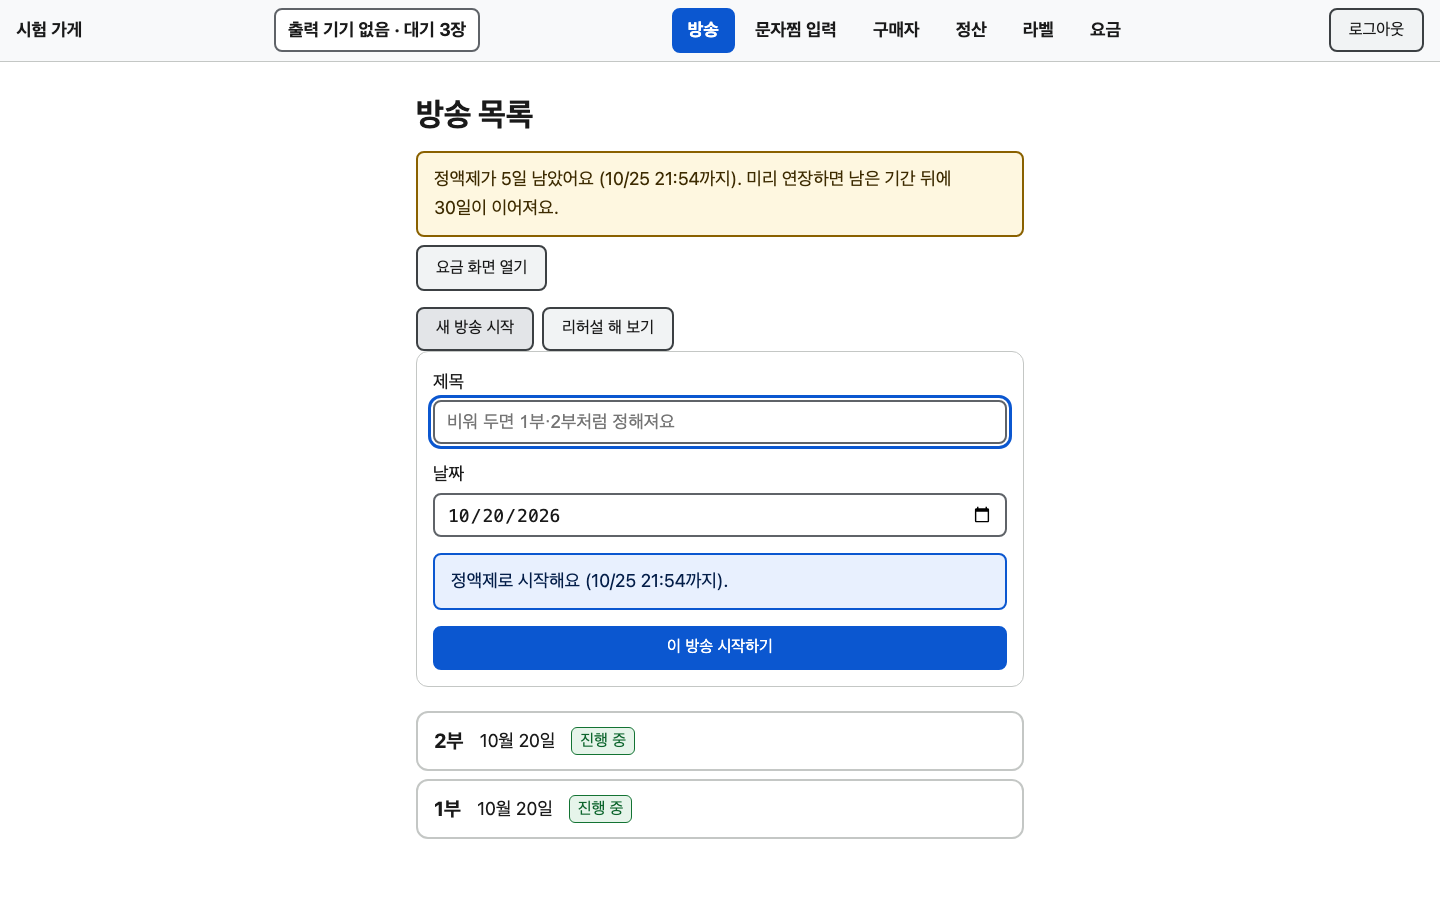 시험 가게
출력 기기 없음 · 대기 3장
방송
문자찜 입력
구매자
정산
라벨
요금
로그아웃
방송 목록
정액제가 5일 남았어요 (10/25 21:54까지). 미리 연장하면 남은 기간 뒤에
30일이 이어져요.
요금 화면 열기
새 방송 시작
리허설 해 보기
제목
비워 두면 1부·2부처럼 정해져요
날짜
10/20/2026
정액제로 시작해요 (10/25 21:54까지).
이 방송 시작하기
2부 10월 20일 진행 중
1부 10월 20일 진행 중